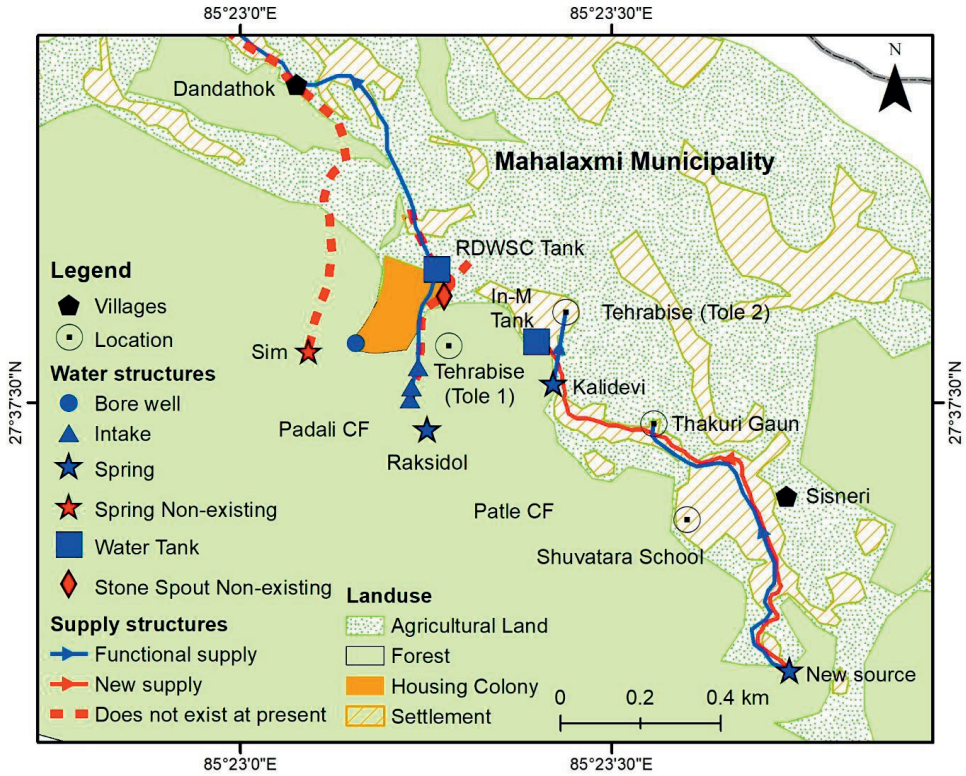 85°23'0"E
85°23'30"E
N
Dandathok
Mahalaxmi Municipality
RDWSC Tank
In-M
Tank
Tehrabise (Tole 2)
Sim
Tehrabise
(Tole 1)
Kalidevi
27°37'30"N
27°37'30"N
Padali CF
Thakuri Gaun
Raksidol
Sisneri
Patle CF
Shuvatara School
New source
Legend
Villages
Location
Water structures
Bore well
Intake
Spring
Spring Non-existing
Water Tank
Stone Spout Non-existing
Supply structures
Functional supply
New supply
Does not exist at present
Landuse
Agricultural Land
Forest
Housing Colony
Settlement
0 0.2 0.4 km
85°23'0"E
85°23'30"E